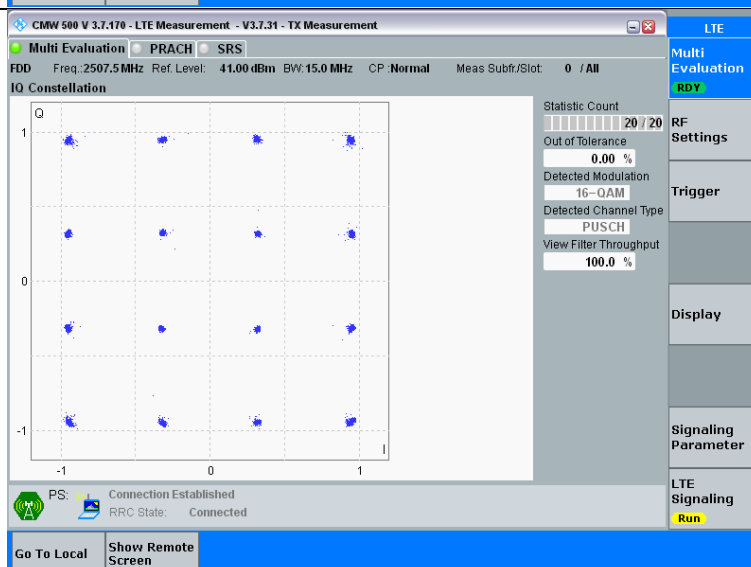 CMW 500 V 3.7.170 - LTE Measurement - V3.7.31 - TX Measurement
LTE
Multi Evaluation PRACH SRS
Multi Evaluation
RDY
FDD Freq.:2507.5 MHz Ref. Level: 41.00 dBm BW:15.0 MHz CP :Normal Meas Subfr./Slot: 0 / All
IQ Constellation
Q
1
0
-1
-1 0 1
I
Statistic Count
20 / 20
Out of Tolerance
0.00 %
Detected Modulation
16-QAM
Detected Channel Type
PUSCH
View Filter Throughput
100.0 %
RF
Settings
Trigger
Display
Signaling
Parameter
LTE
Signaling
Run
PS: Connection Established
RRC State: Connected
Go To Local
Show Remote
Screen